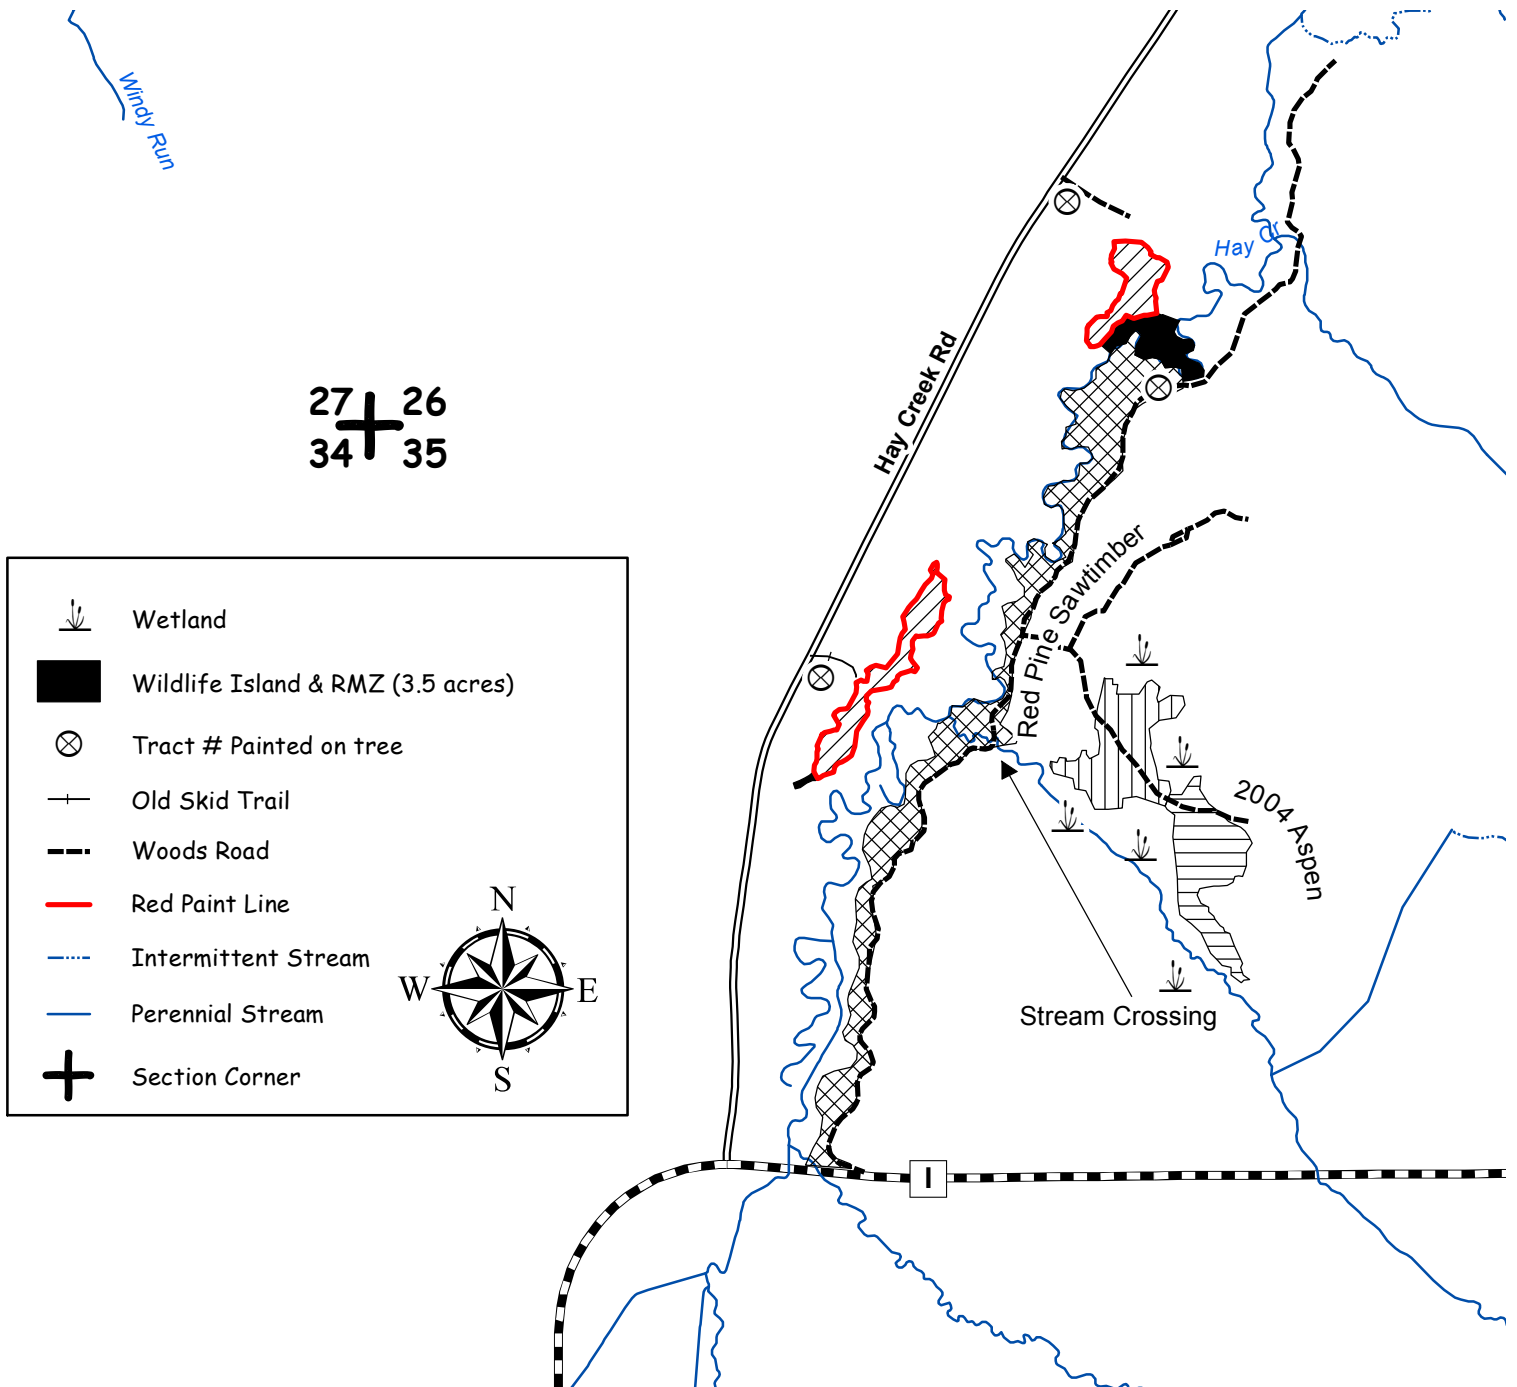 Windy Run
Hay Cr
Hay Creek Rd
27 26
34 35
Red Pine Sawtimber
2004 Aspen
Stream Crossing
Wetland
Wildlife Island & RMZ (3.5 acres)
Tract # Painted on tree
Old Skid Trail
Woods Road
Red Paint Line
Intermittent Stream
Perennial Stream
Section Corner
N
W E
S
I